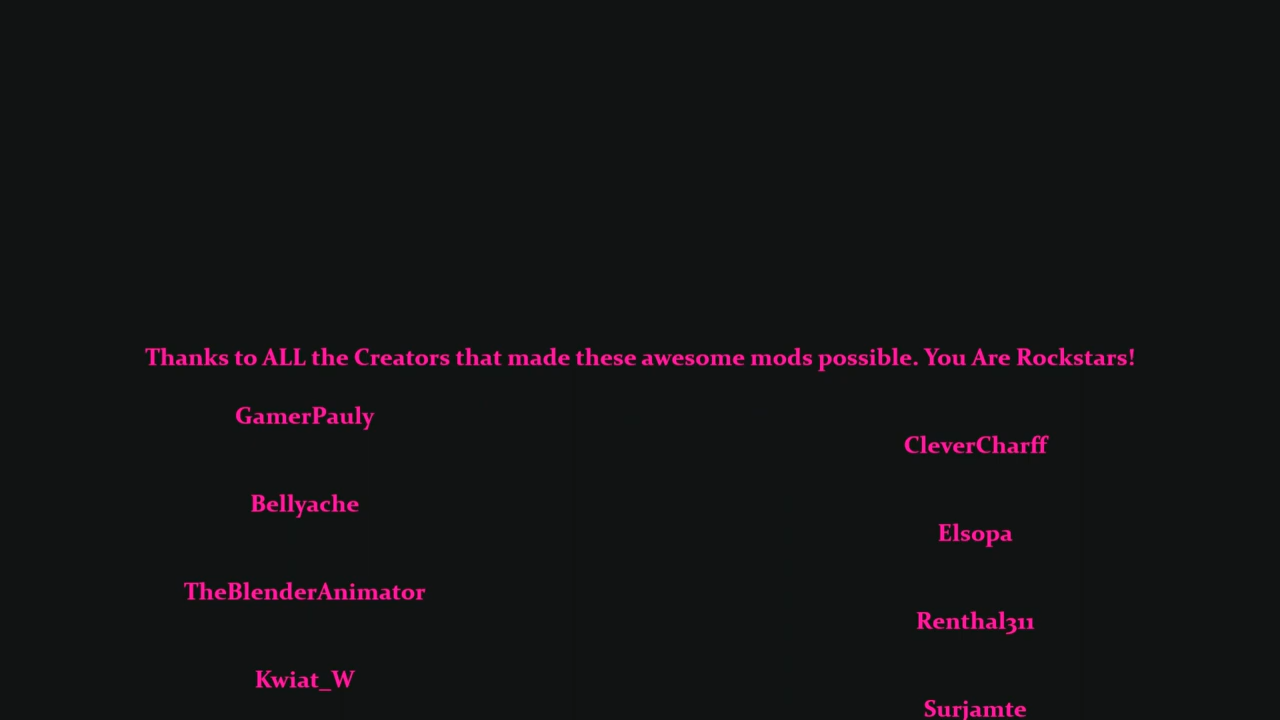 Thanks to ALL the Creators that made these awesome mods possible. You Are Rockstars!
GamerPauly
CleverCharff
Bellyache
Elsopa
TheBlenderAnimator
Renthal311
Kwiat_W
Surjamte